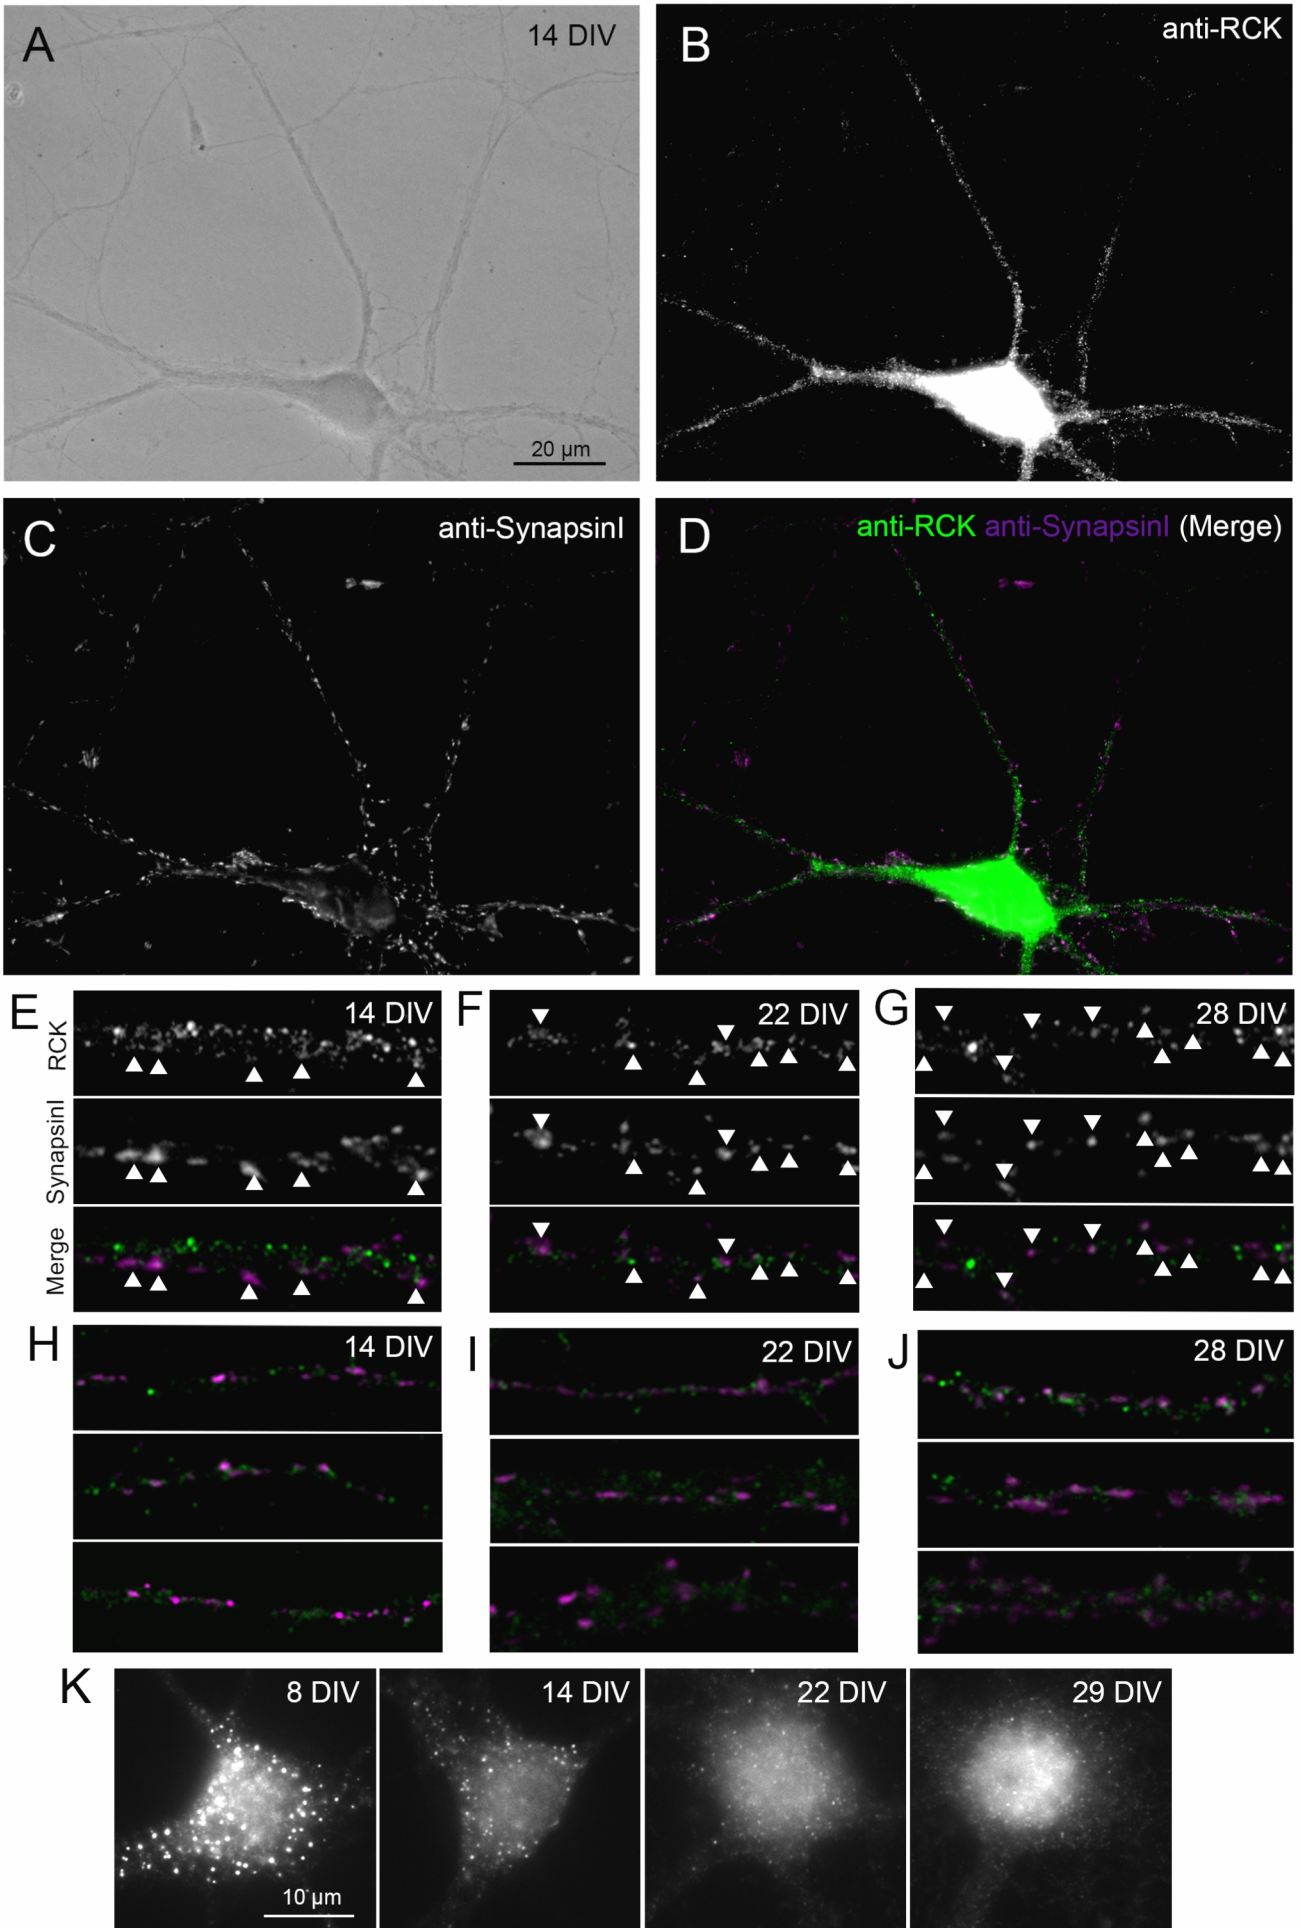 A
14 DIV
20 µm
B
anti-RCK
C
anti-SynapsinI
D
anti-RCK anti-SynapsinI (Merge)
E
14 DIV
RCK
SynapsinI
Merge
F
22 DIV
G
28 DIV
H
14 DIV
I
22 DIV
J
28 DIV
K
8 DIV
10 µm
14 DIV
22 DIV
29 DIV